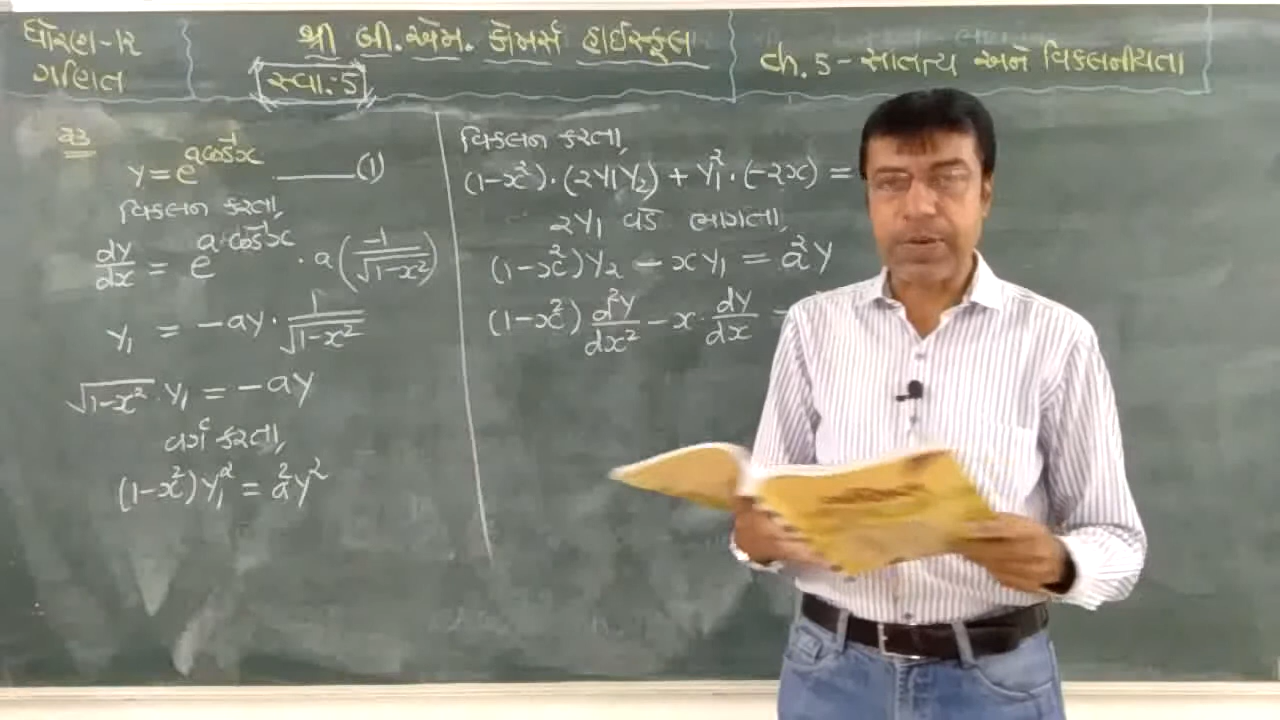 ધોરણ-૧૨
ગણિત
શ્રી બી. એમ. કોમર્સ હાઈસ્કૂલ
સ્વા. 5
ch. 5 - સાતત્ય અને વિકલનીયતા
૨૩
y = e^{a cos⁻¹x} ——— (1)
વિકલન કરતા,
dy/dx = e^{a cos⁻¹x} · a(-1/√(1-x²))
y₁ = -ay · 1/√(1-x²)
√(1-x²) · y₁ = -ay
વર્ગ કરતા,
(1-x²)y₁² = a²y²
વિકલન કરતા,
(1-x²)·(2y₁y₂) + y₁²·(-2x) =
2y₁ વડે ભાગતા,
(1-x²)y₂ - xy₁ = a²y
(1-x²) d²y/dx² - x · dy/dx =